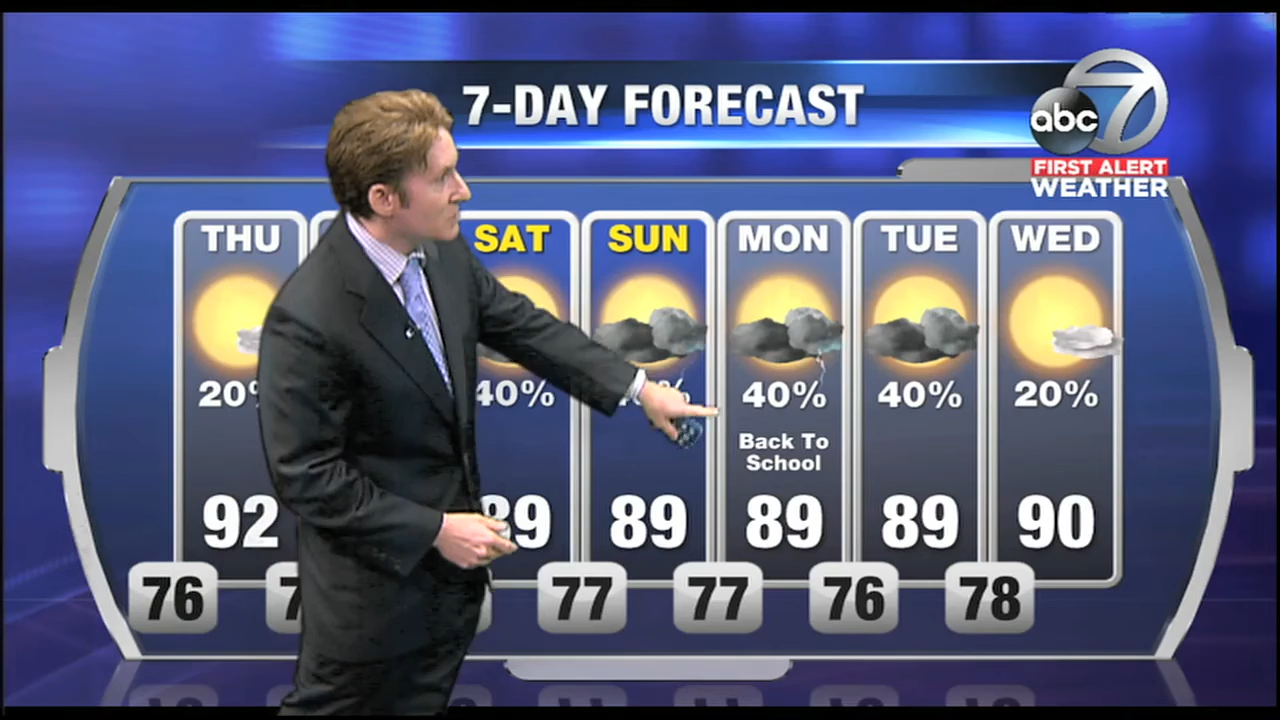 7-DAY FORECAST
abc 7
FIRST ALERT
WEATHER
THU
SAT
SUN
MON
TUE
WED
40%
40%
40%
20%
Back To
School
92
89
89
89
90
76
77
77
76
78